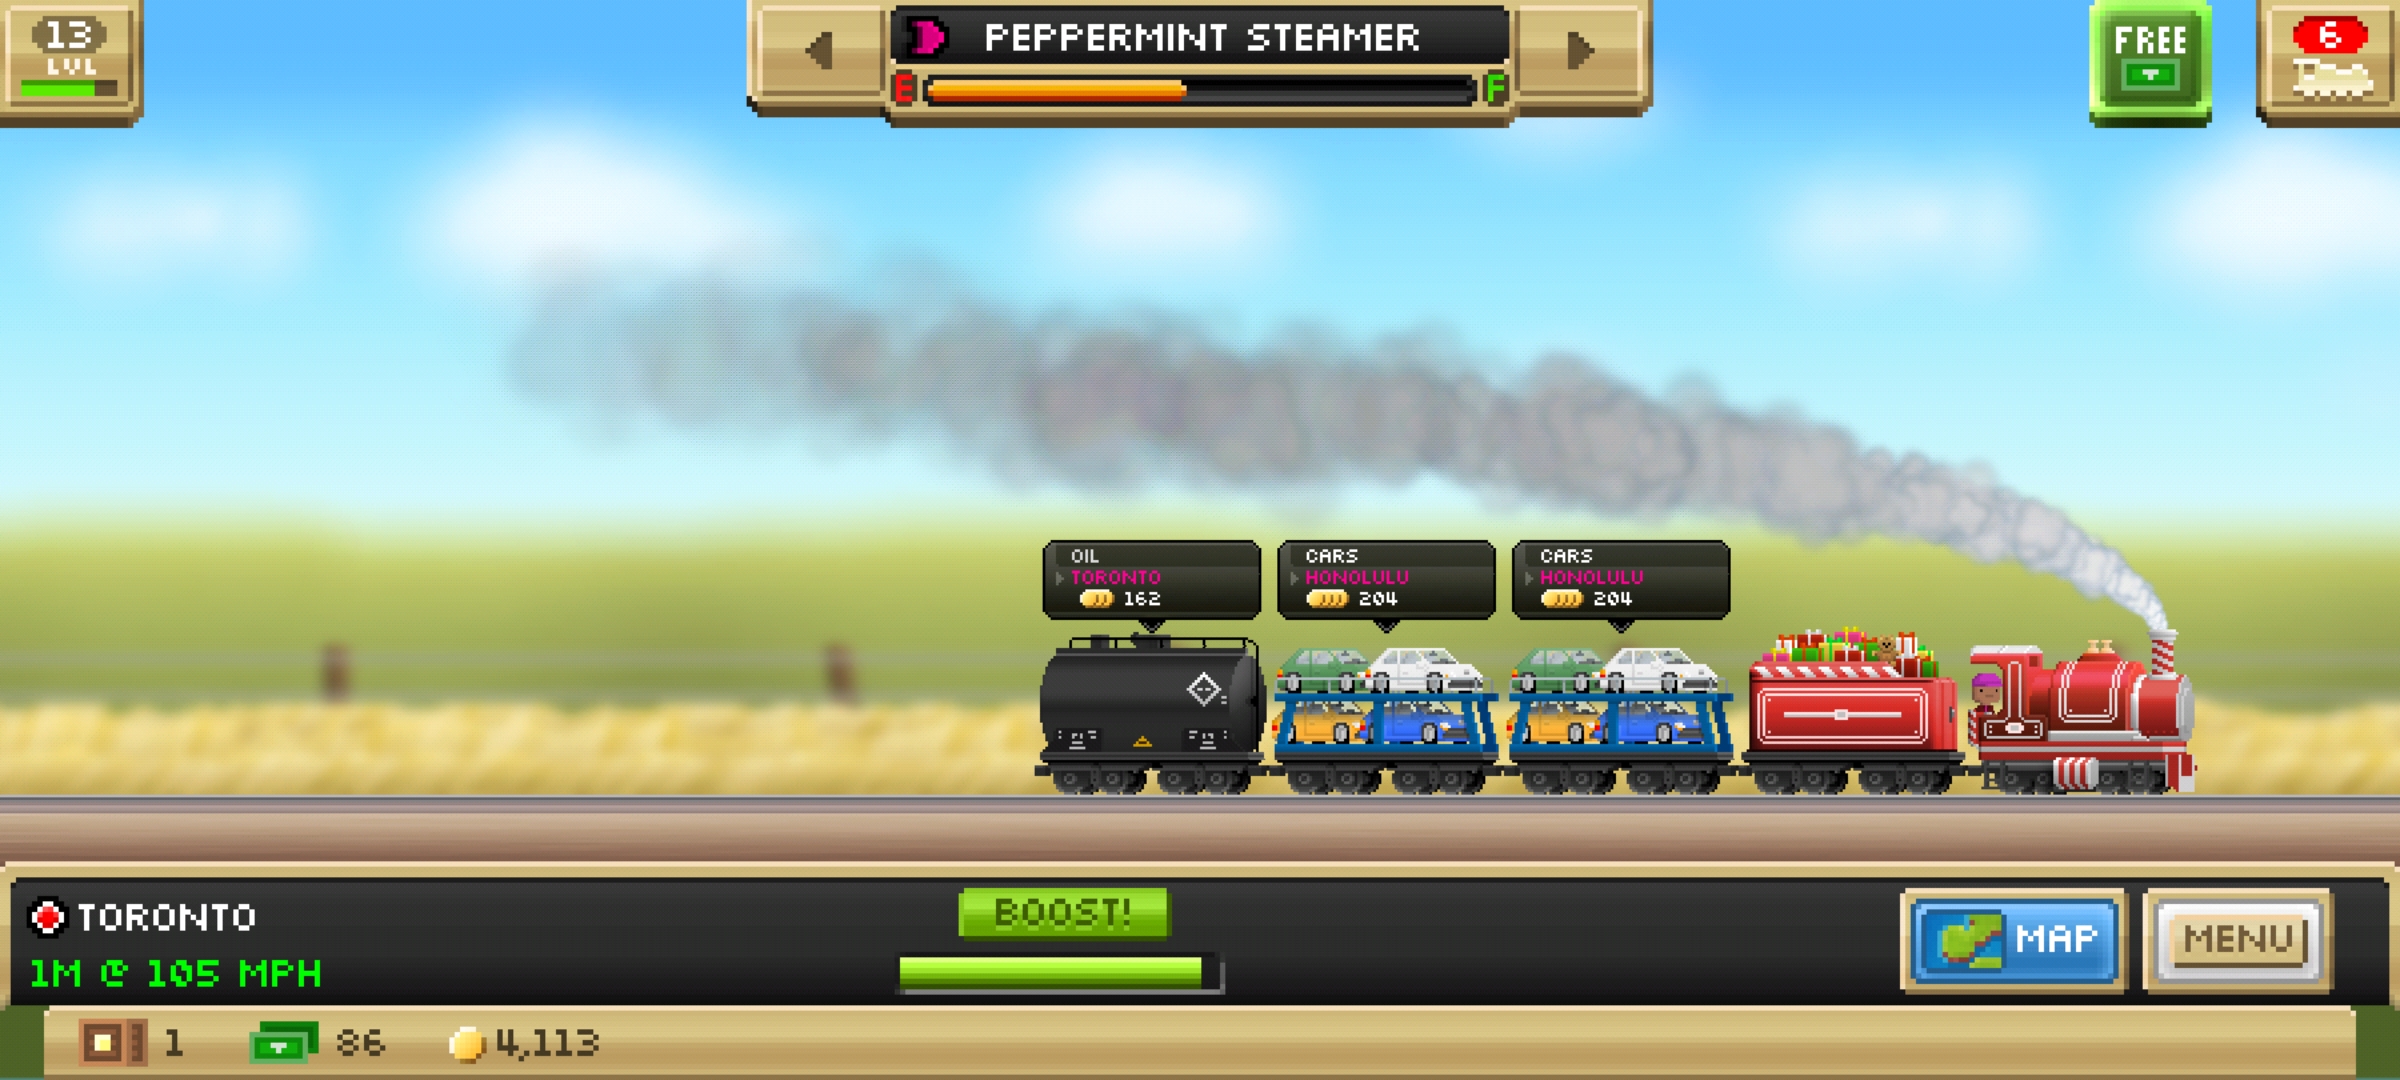 13
LVL
PEPPERMINT STEAMER
E F
FREE
6
OIL
TORONTO
162
CARS
HONOLULU
204
CARS
HONOLULU
204
TORONTO
1M @ 105 MPH
BOOST!
MAP
MENU
1
86
4,113